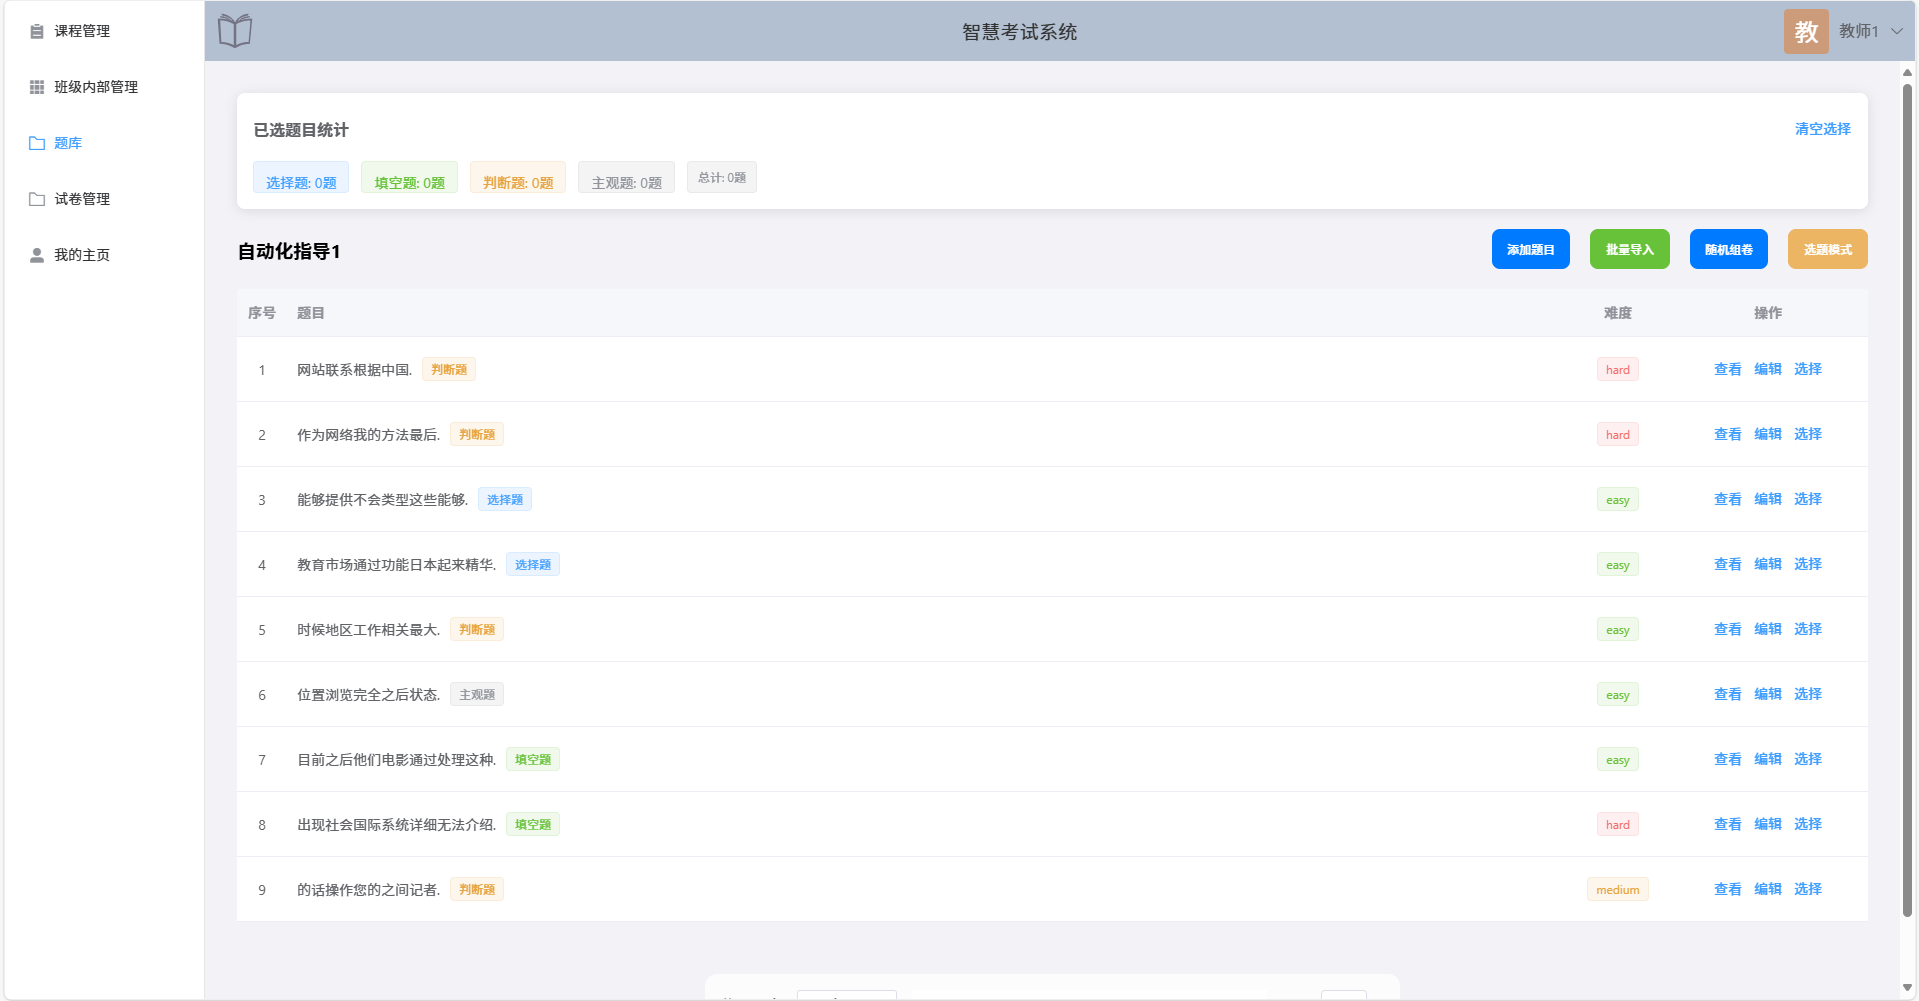 课程管理
班级内部管理
题库
试卷管理
我的主页
智慧考试系统
教 教师1
已选题目统计 清空选择
选择题: 0题 填空题: 0题 判断题: 0题 主观题: 0题 总计: 0题
自动化指导1 添加题目 批量导入 随机组卷 选题模式
序号 题目 难度 操作
1 网站联系根据中国. 判断题 hard 查看 编辑 选择
2 作为网络我的方法最后. 判断题 hard 查看 编辑 选择
3 能够提供不会类型这些能够. 选择题 easy 查看 编辑 选择
4 教育市场通过功能日本起来精华. 选择题 easy 查看 编辑 选择
5 时候地区工作相关最大. 判断题 easy 查看 编辑 选择
6 位置浏览完全之后状态. 主观题 easy 查看 编辑 选择
7 目前之后他们电影通过处理这种. 填空题 easy 查看 编辑 选择
8 出现社会国际系统详细无法介绍. 填空题 hard 查看 编辑 选择
9 的话操作您的之间记者. 判断题 medium 查看 编辑 选择